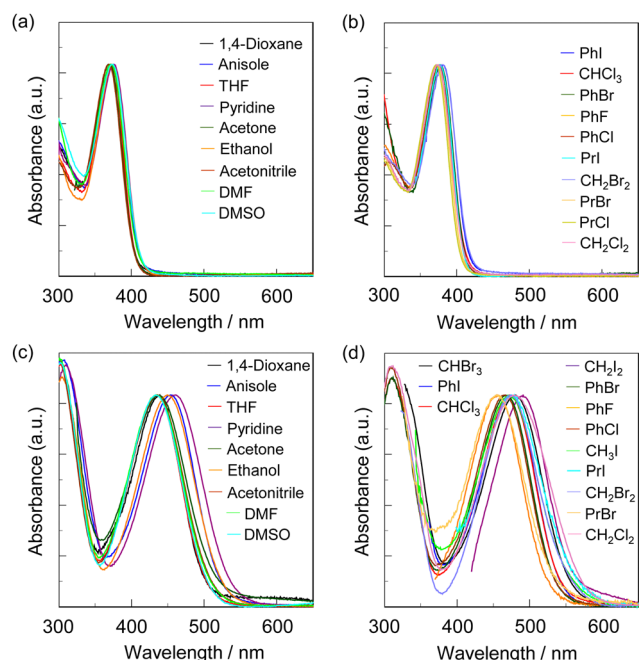 (a)
Absorbance (a.u.)
1,4-Dioxane
Anisole
THF
Pyridine
Acetone
Ethanol
Acetonitrile
DMF
DMSO
300 400 500 600
Wavelength / nm
(b)
Absorbance (a.u.)
PhI
CHCl3
PhBr
PhF
PhCl
PrI
CH2Br2
PrBr
PrCl
CH2Cl2
300 400 500 600
Wavelength / nm
(c)
Absorbance (a.u.)
1,4-Dioxane
Anisole
THF
Pyridine
Acetone
Ethanol
Acetonitrile
DMF
DMSO
300 400 500 600
Wavelength / nm
(d)
Absorbance (a.u.)
CHBr3
PhI
CHCl3
CH2I2
PhBr
PhF
PhCl
CH3I
PrI
CH2Br2
PrBr
CH2Cl2
300 400 500 600
Wavelength / nm